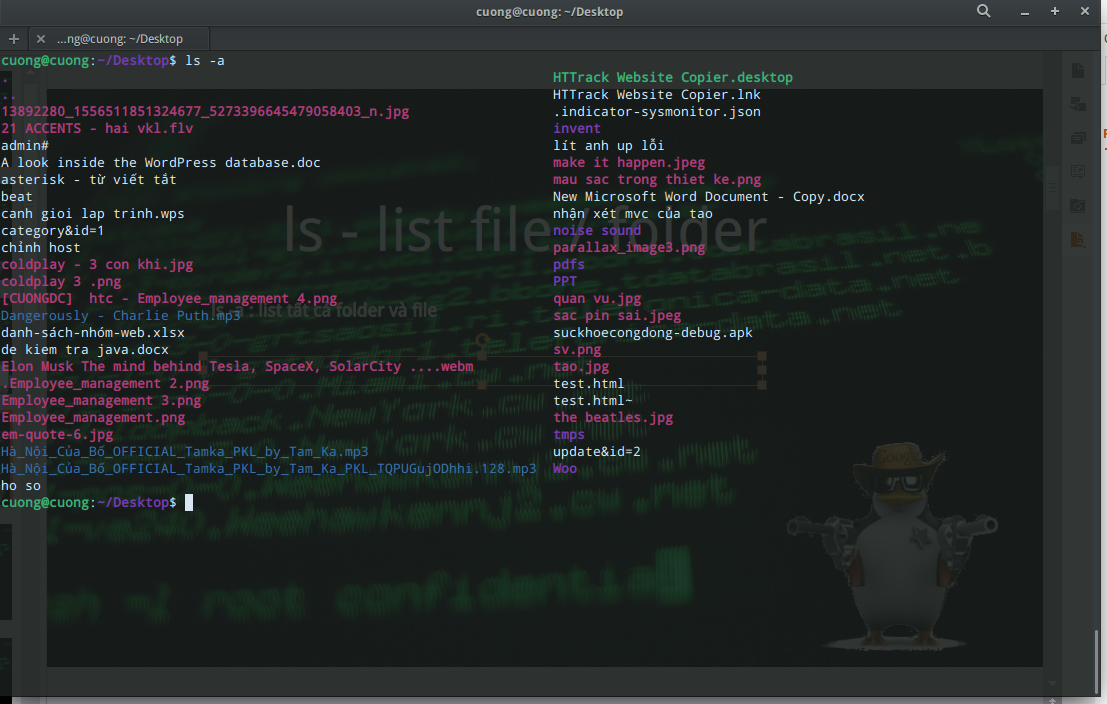 cuong@cuong: ~/Desktop
...ng@cuong: ~/Desktop
cuong@cuong:~/Desktop$ ls -a
.
..
13892280_1556511851324677_5273396645479058403_n.jpg
21 ACCENTS - hai vkl.flv
admin#
A look inside the WordPress database.doc
asterisk - từ viết tắt
beat
canh gioi lap trinh.wps
category&id=1
chỉnh host
coldplay - 3 con khi.jpg
coldplay 3 .png
[CUONGDC]  htc - Employee_management 4.png
Dangerously - Charlie Puth.mp3
danh-sách-nhóm-web.xlsx
de kiem tra java.docx
Elon Musk The mind behind Tesla, SpaceX, SolarCity ....webm
.Employee_management 2.png
Employee_management 3.png
Employee_management.png
em-quote-6.jpg
Hà_Nội_Của_Bố_OFFICIAL_Tamka_PKL_by_Tam_Ka.mp3
Hà_Nội_Của_Bố_OFFICIAL_Tamka_PKL_by_Tam_Ka_PKL_TQPUGujODhhi.128.mp3
ho so
HTTrack Website Copier.desktop
HTTrack Website Copier.lnk
.indicator-sysmonitor.json
invent
lít anh up lỗi
make it happen.jpeg
mau sac trong thiet ke.png
New Microsoft Word Document - Copy.docx
nhận xét mvc của tao
noise sound
parallax_image3.png
pdfs
PPT
quan vu.jpg
sac pin sai.jpeg
suckhoecongdong-debug.apk
sv.png
tao.jpg
test.html
test.html~
the beatles.jpg
tmps
update&id=2
Woo
cuong@cuong:~/Desktop$
ls - list file / folder
ls -a : list tất cả folder và file
root confidential